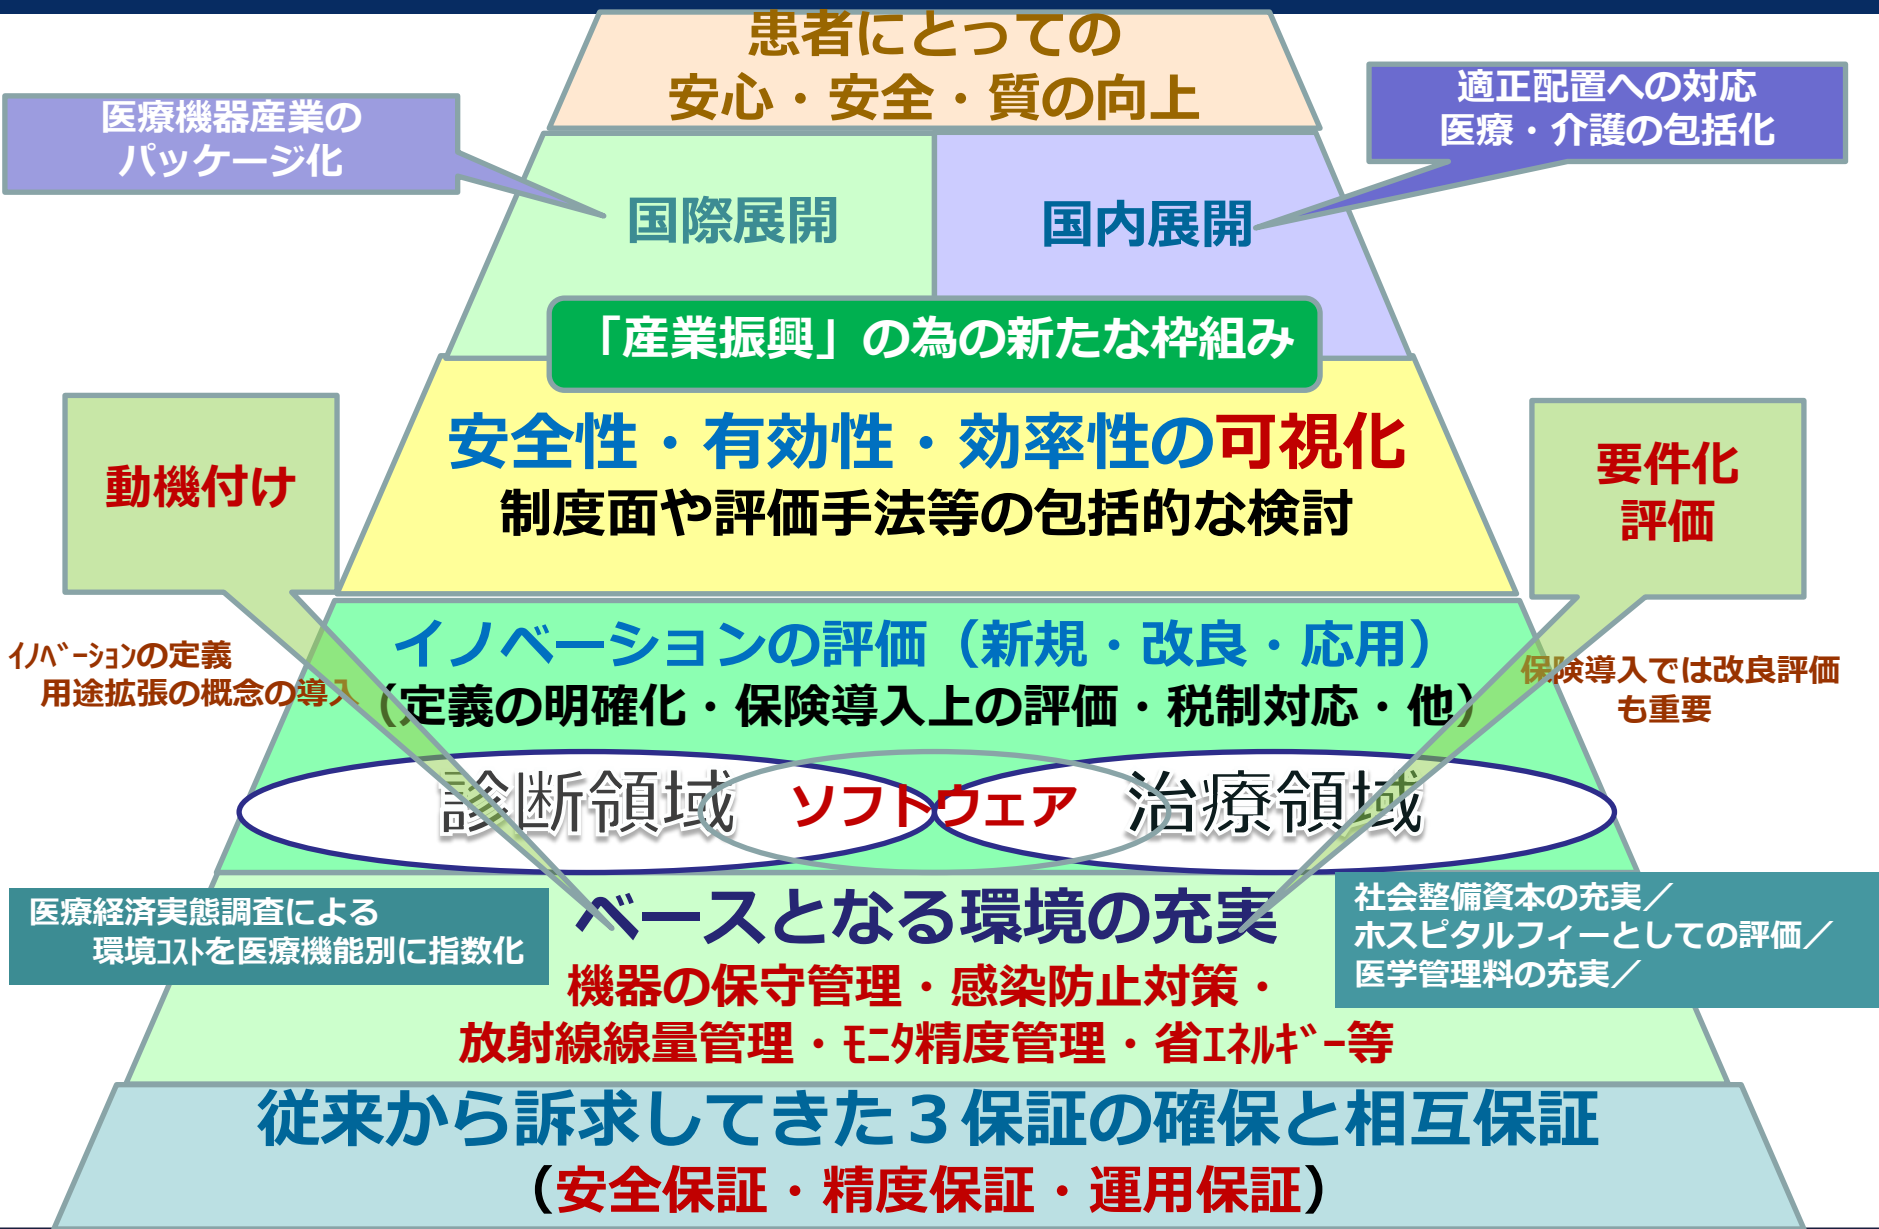 患者にとっての
安心・安全・質の向上
医療機器産業の
パッケージ化
適正配置への対応
医療・介護の包括化
国際展開
国内展開
「産業振興」の為の新たな枠組み
安全性・有効性・効率性の可視化
制度面や評価手法等の包括的な検討
動機付け
要件化
評価
イノベーションの評価（新規・改良・応用）
（定義の明確化・保険導入上の評価・税制対応・他）
ｲﾉﾍﾞｰｼｮﾝの定義
用途拡張の概念の導入
保険導入では改良評価
も重要
診断領域
ソフトウェア
治療領域
ベースとなる環境の充実
機器の保守管理・感染防止対策・
放射線線量管理・ﾓﾆﾀ精度管理・省ｴﾈﾙｷﾞｰ等
医療経済実態調査による
環境ｺｽﾄを医療機能別に指数化
社会整備資本の充実／
ホスピタルフィーとしての評価／
医学管理料の充実／
従来から訴求してきた３保証の確保と相互保証
（安全保証・精度保証・運用保証）